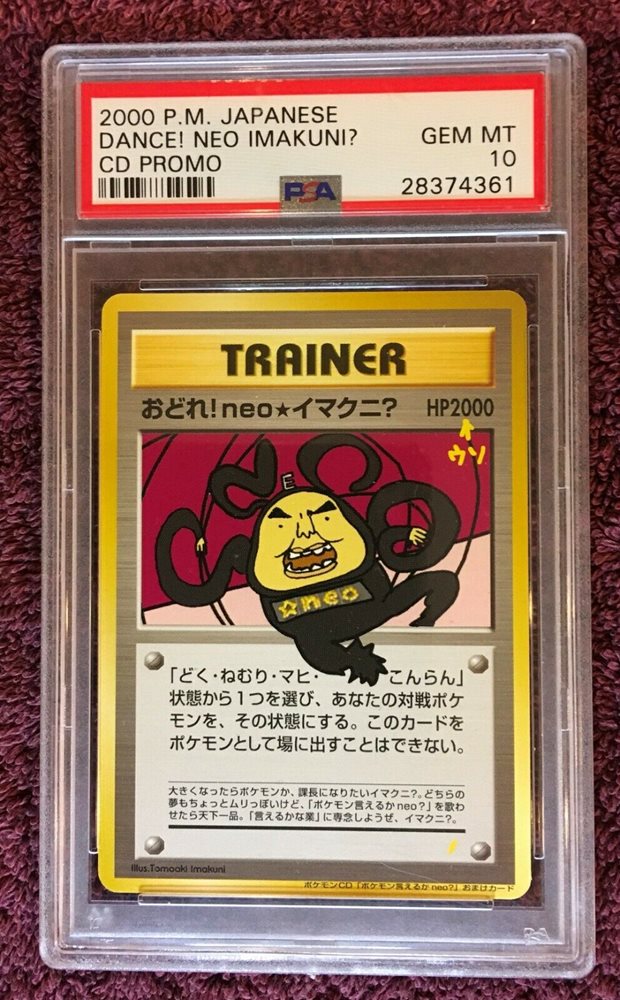 2000 P.M. JAPANESE
DANCE! NEO IMAKUNI? GEM MT
CD PROMO 10
PSA 28374361
TRAINER
おどれ!neo★イマクニ? HP2000
ウソ
E
☆neo
「どく・ねむり・マヒ・こんらん」
状態から1つを選び、あなたの対戦ポケ
モンを、その状態にする。このカードを
ポケモンとして場に出すことはできない。
大きくなったらポケモンか、課長になりたいイマクニ?。どちらの
夢もちょっとムリっぽいけど、「ポケモン言えるかneo?」を歌わ
せたら天下一品。「言えるかな業」に専念しようぜ、イマクニ?。
Illus.Tomoaki Imakuni
ポケモンCD「ポケモン言えるかneo?」おまけカード